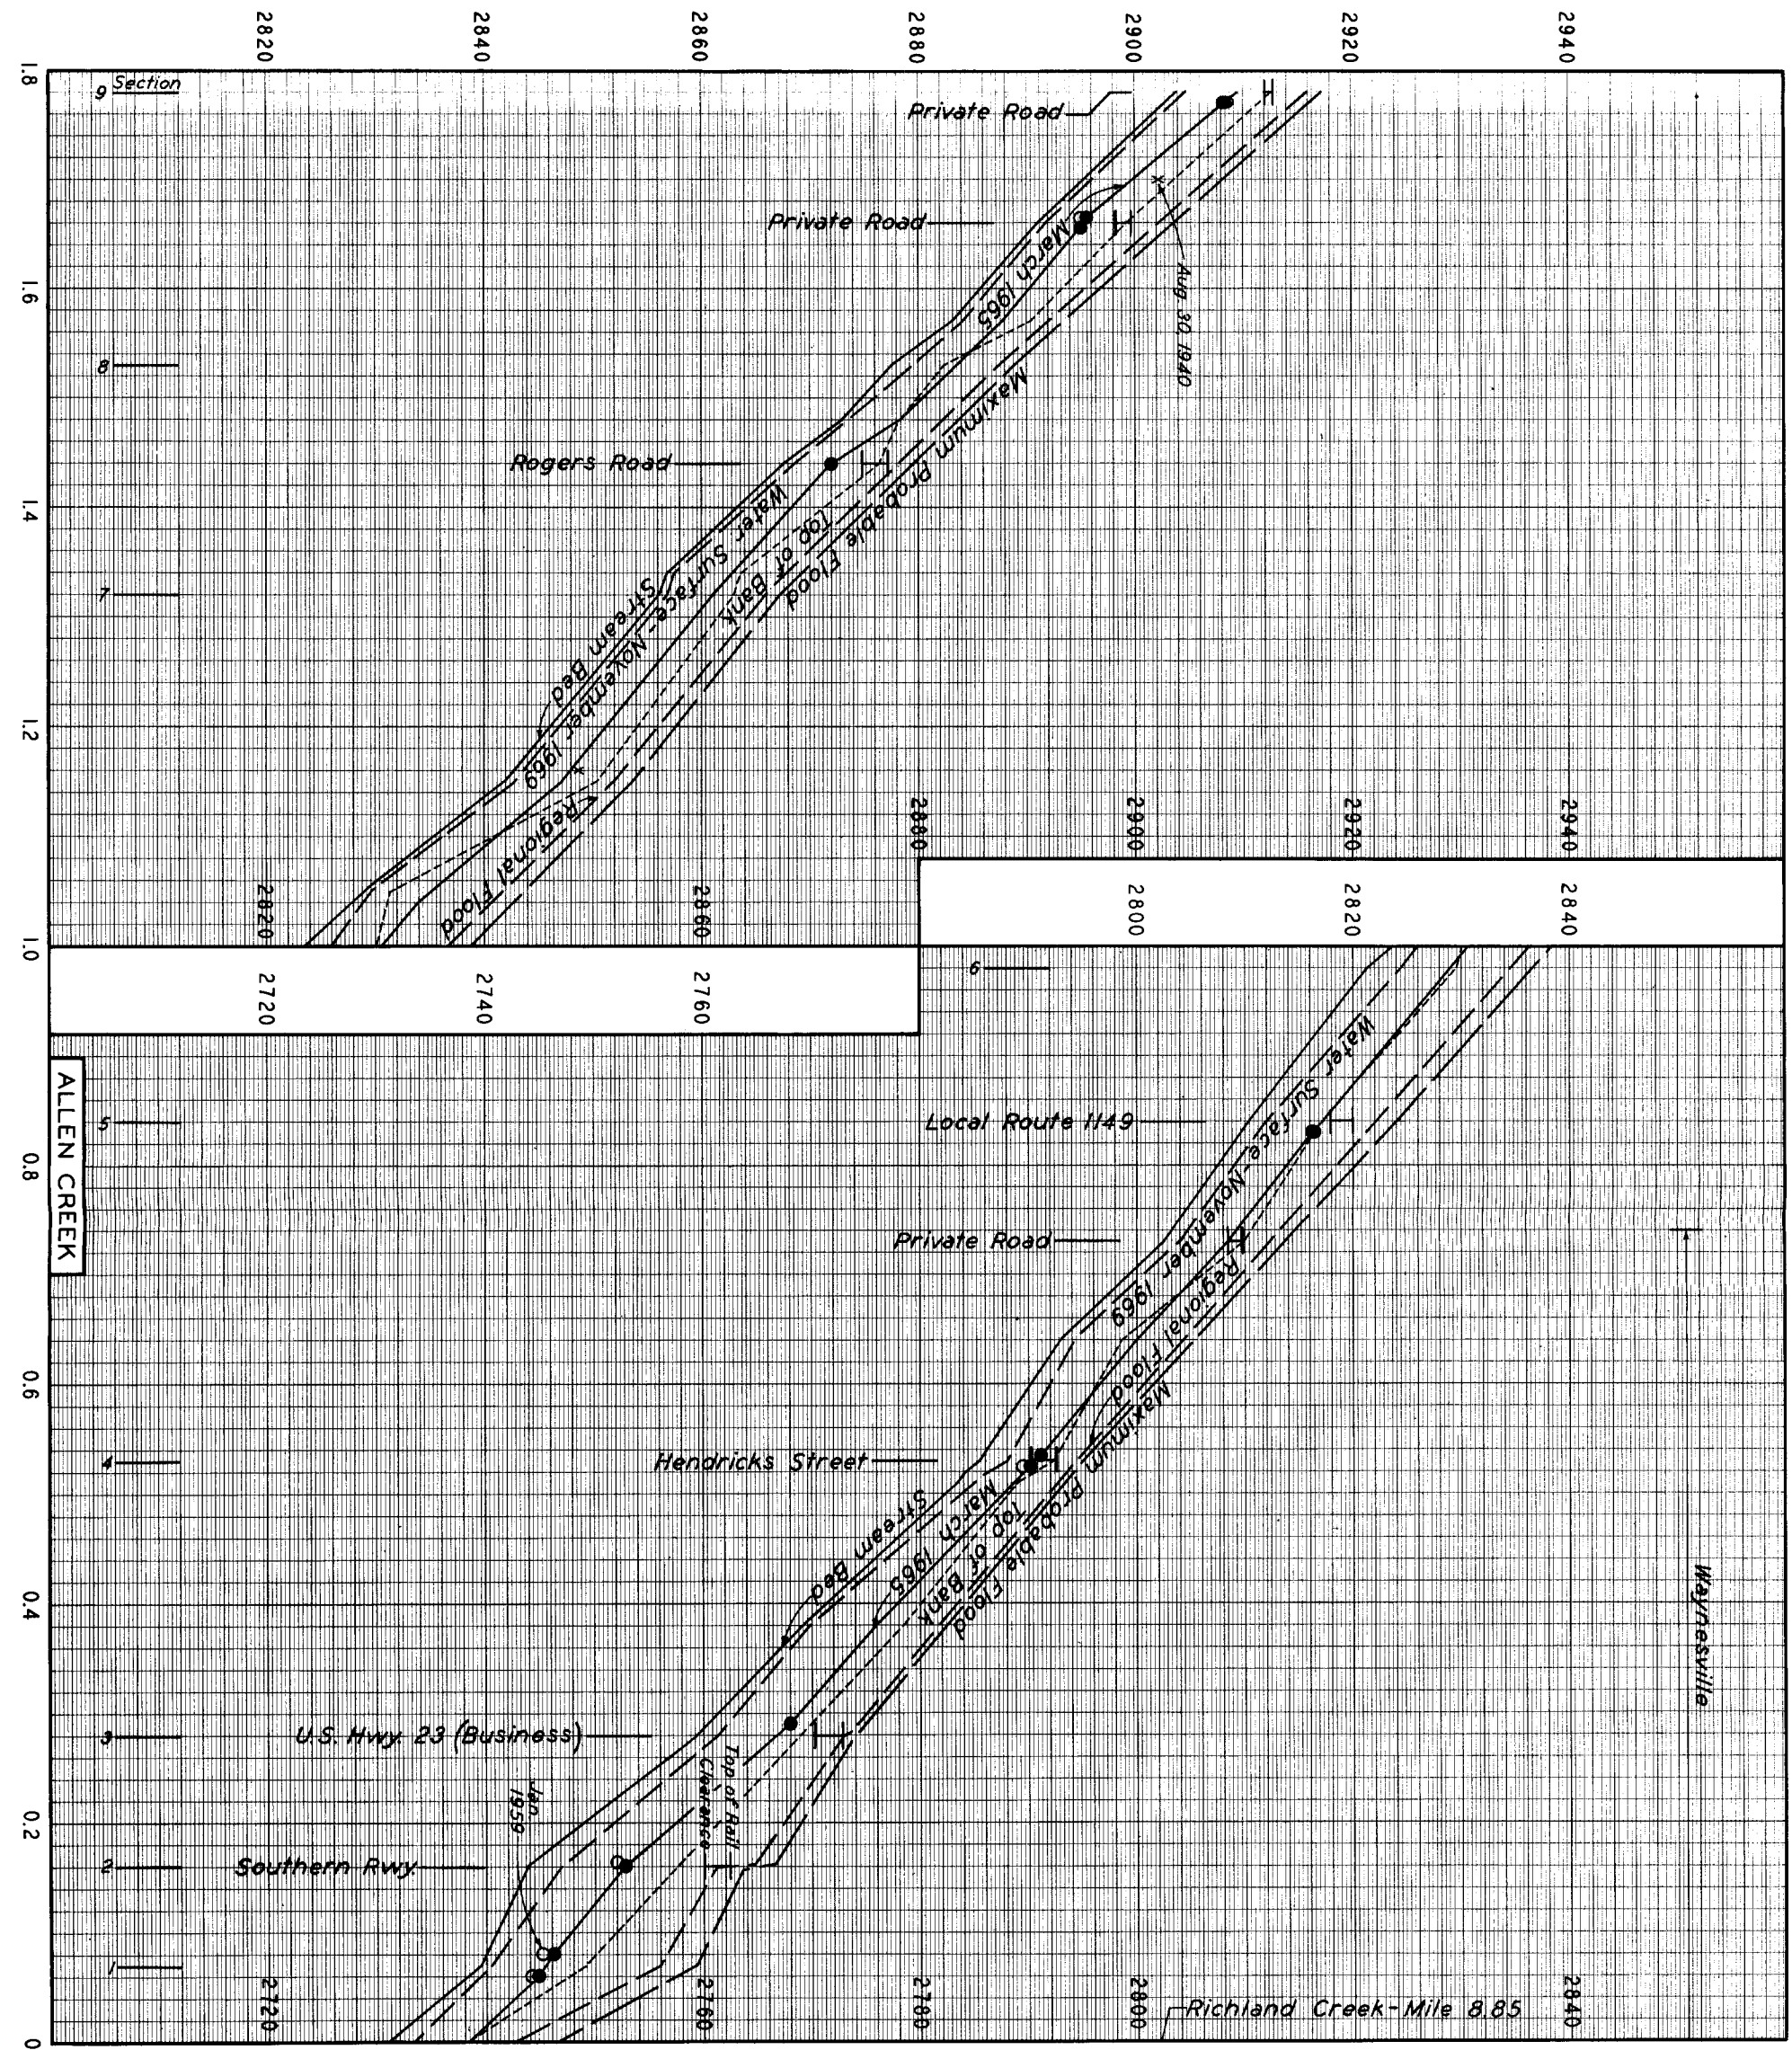 2820
2840
2860
2880
2900
2920
2940
1.8
Section
9
Private Road
Private Road
March 1965
Aug. 30, 1940
1.6
8
Maximum Probable Flood
Rogers Road
1.4
Water Surface-November 1969
Top of Bank
7
Stream Bed
1.2
Regional Flood
2880
2900
2920
2940
2820
2860
2800
2820
2840
1.0
2720
2740
2760
6
Water Surface-November 1969
ALLEN CREEK
5
Local Route 1149
0.8
Private Road
Regional Flood
Maximum Probable Flood
0.6
4
Hendricks Street
Stream Bed
March 1965
Top of Bank
Waynesville
0.4
3
U.S. Hwy. 23 (Business)
Top of Rail
Clearance
Jan.
1959
0.2
2
Southern Rwy.
1
2720
2760
2780
2800
2840
Richland Creek-Mile 8.85
0